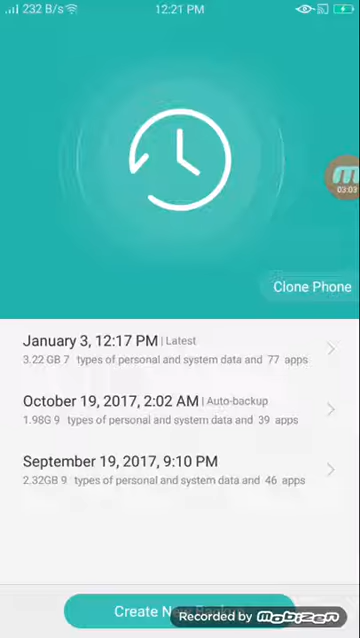 232 B/s
12:21 PM
03:03
Clone Phone
January 3, 12:17 PM | Latest
3.22 GB 7 types of personal and system data and 77 apps
October 19, 2017, 2:02 AM | Auto-backup
1.98G 9 types of personal and system data and 39 apps
September 19, 2017, 9:10 PM
2.32GB 9 types of personal and system data and 46 apps
Create New
Recorded by Mobizen